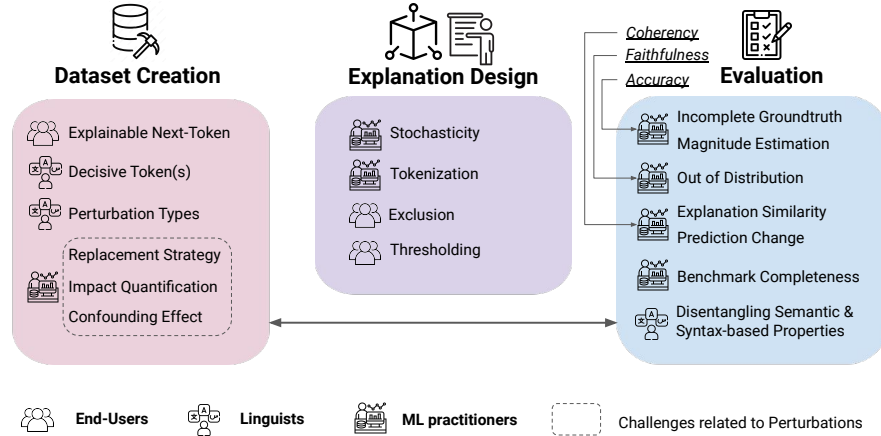 Dataset Creation
Explainable Next-Token
Decisive Token(s)
Perturbation Types
Replacement Strategy
Impact Quantification
Confounding Effect
Explanation Design
Stochasticity
Tokenization
Exclusion
Thresholding
Coherency
Faithfulness
Accuracy
Evaluation
Incomplete Groundtruth
Magnitude Estimation
Out of Distribution
Explanation Similarity
Prediction Change
Benchmark Completeness
Disentangling Semantic &
Syntax-based Properties
End-Users
Linguists
ML practitioners
Challenges related to Perturbations